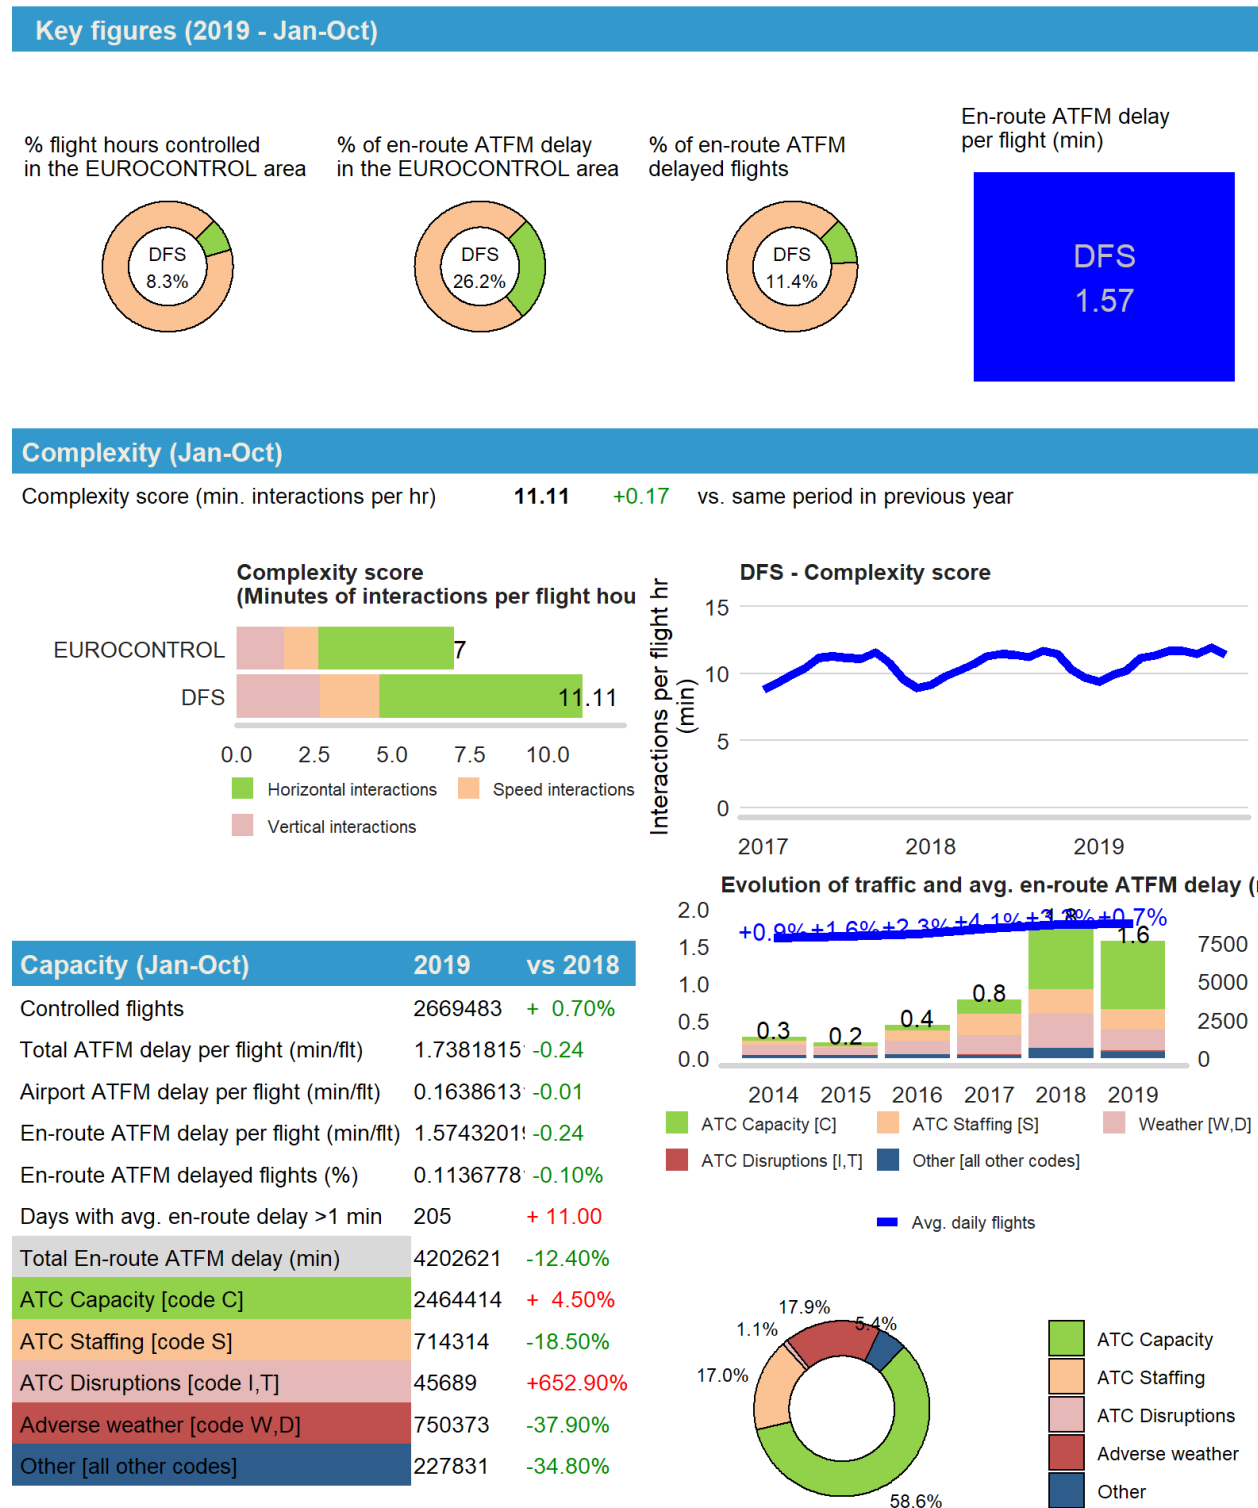 Key figures (2019 - Jan-Oct)
% flight hours controlled
in the EUROCONTROL area
% of en-route ATFM delay
in the EUROCONTROL area
% of en-route ATFM
delayed flights
En-route ATFM delay
per flight (min)
DFS
8.3%
DFS
26.2%
DFS
11.4%
DFS
1.57
Complexity (Jan-Oct)
Complexity score (min. interactions per hr) 11.11 +0.17 vs. same period in previous year
Complexity score
(Minutes of interactions per flight hou
EUROCONTROL 7
DFS 11.11
0.0 2.5 5.0 7.5 10.0
Horizontal interactions Speed interactions
Vertical interactions
DFS - Complexity score
Interactions per flight hr
(min)
15
10
5
0
2017 2018 2019
Evolution of traffic and avg. en-route ATFM delay (
2.0
1.5
1.0
0.5
0.0
+0.9% +1.6% +2.3% +4.1% +3.3% +0.7%
0.3 0.2 0.4 0.8 1.8 1.6
7500
5000
2500
0
2014 2015 2016 2017 2018 2019
ATC Capacity [C] ATC Staffing [S] Weather [W,D]
ATC Disruptions [I,T] Other [all other codes]
Avg. daily flights
Capacity (Jan-Oct) 2019 vs 2018
Controlled flights 2669483 + 0.70%
Total ATFM delay per flight (min/flt) 1.7381815 -0.24
Airport ATFM delay per flight (min/flt) 0.1638613 -0.01
En-route ATFM delay per flight (min/flt) 1.5743201 -0.24
En-route ATFM delayed flights (%) 0.1136778 -0.10%
Days with avg. en-route delay >1 min 205 + 11.00
Total En-route ATFM delay (min) 4202621 -12.40%
ATC Capacity [code C] 2464414 + 4.50%
ATC Staffing [code S] 714314 -18.50%
ATC Disruptions [code I,T] 45689 +652.90%
Adverse weather [code W,D] 750373 -37.90%
Other [all other codes] 227831 -34.80%
17.9%
5.4%
1.1%
17.0%
58.6%
ATC Capacity
ATC Staffing
ATC Disruptions
Adverse weather
Other